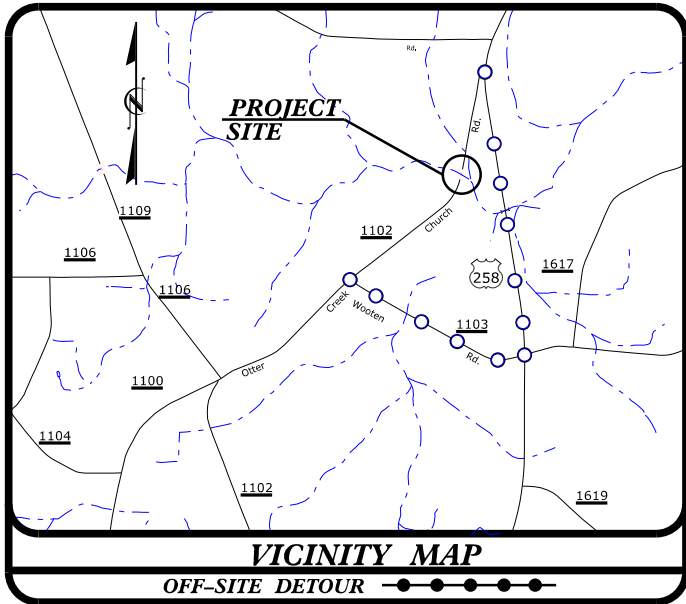 Rd.
N
PROJECT
SITE
Rd.
1109
Church
1102
1106
1617
258
1106
Creek
Wooten
1103
Rd.
Otter
1100
1104
1102
1619
VICINITY MAP
OFF–SITE DETOUR